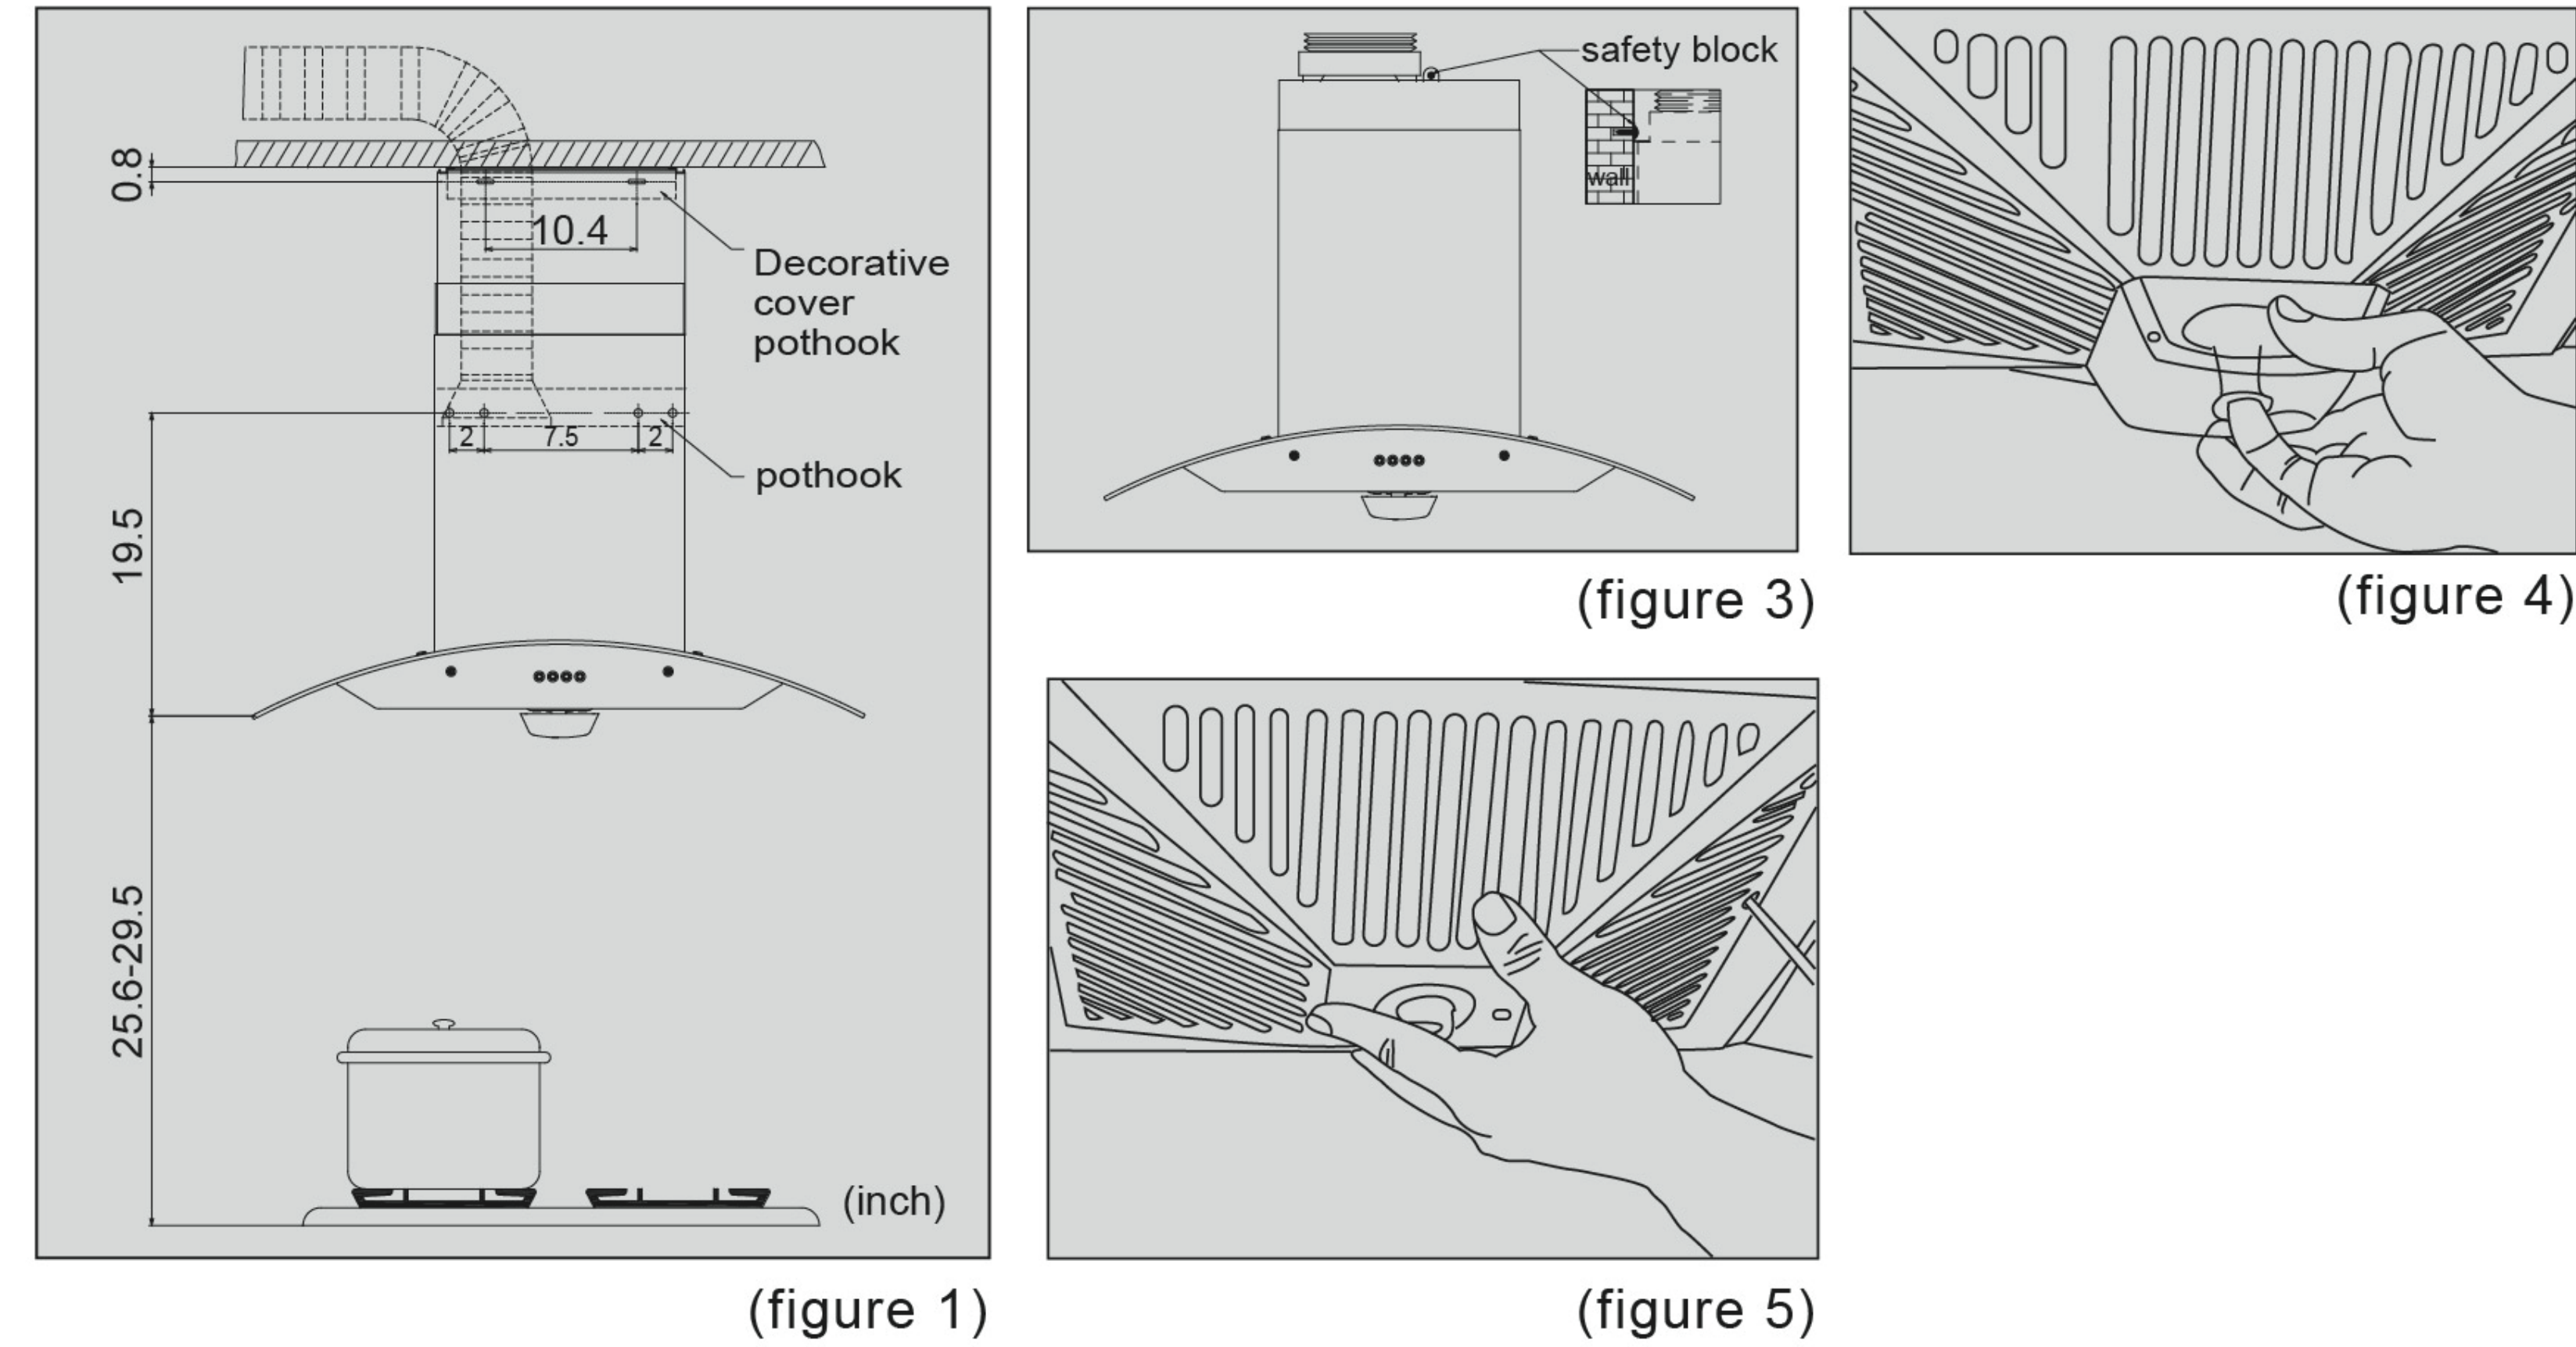 0.8
10.4
Decorative
cover
pothook
2
7.5
2
pothook
19.5
25.6-29.5
(inch)
(figure 1)
safety block
wall
(figure 3)
(figure 4)
(figure 5)